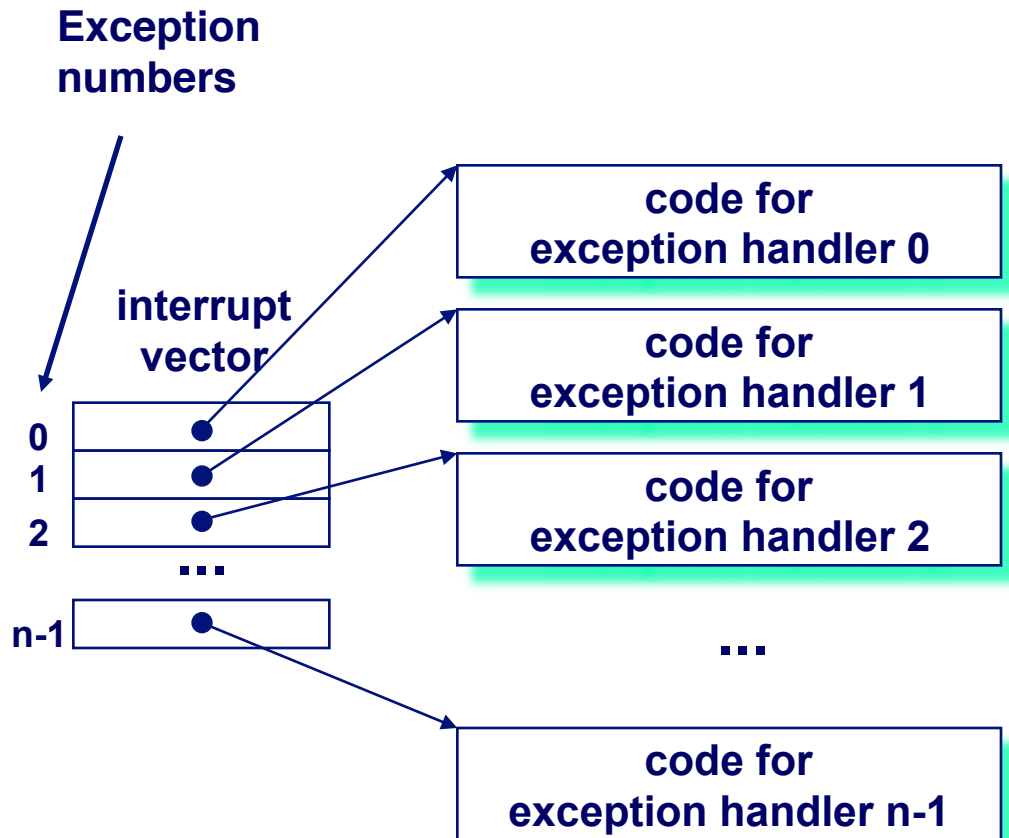 Exception
numbers
code for
exception handler 0
interrupt
vector
code for
exception handler 1
0
1
2
...
code for
exception handler 2
n-1
...
code for
exception handler n-1